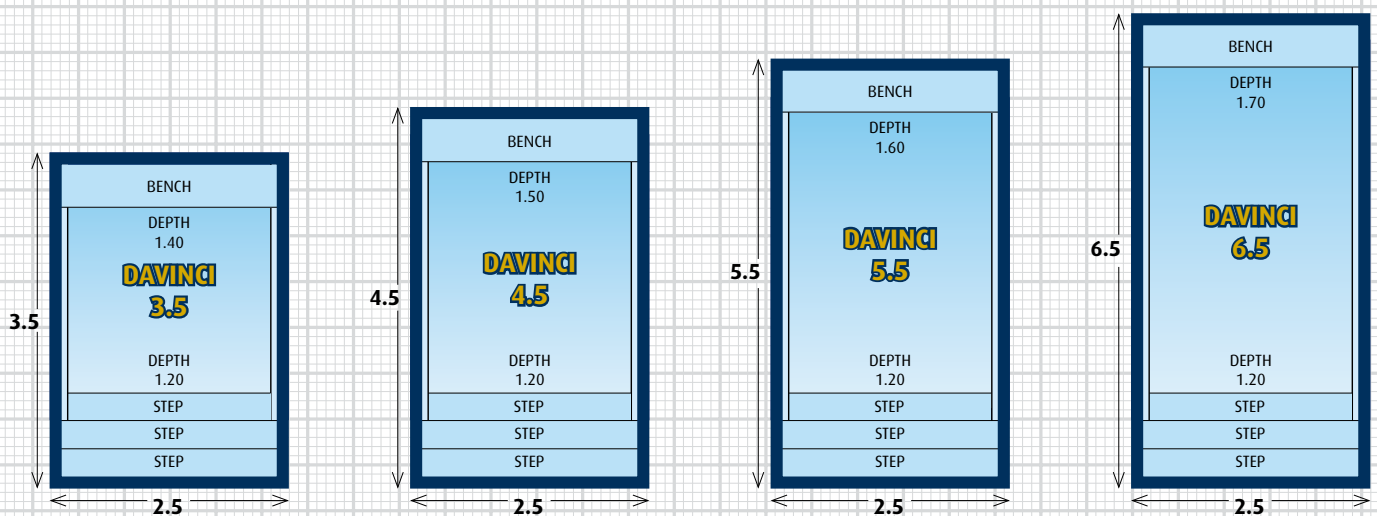 BENCH
DEPTH
1.40
DAVINCI
3.5
DEPTH
1.20
STEP
STEP
STEP
3.5
2.5
BENCH
DEPTH
1.50
DAVINCI
4.5
DEPTH
1.20
STEP
STEP
STEP
4.5
2.5
BENCH
DEPTH
1.60
DAVINCI
5.5
DEPTH
1.20
STEP
STEP
STEP
5.5
2.5
BENCH
DEPTH
1.70
DAVINCI
6.5
DEPTH
1.20
STEP
STEP
STEP
6.5
2.5